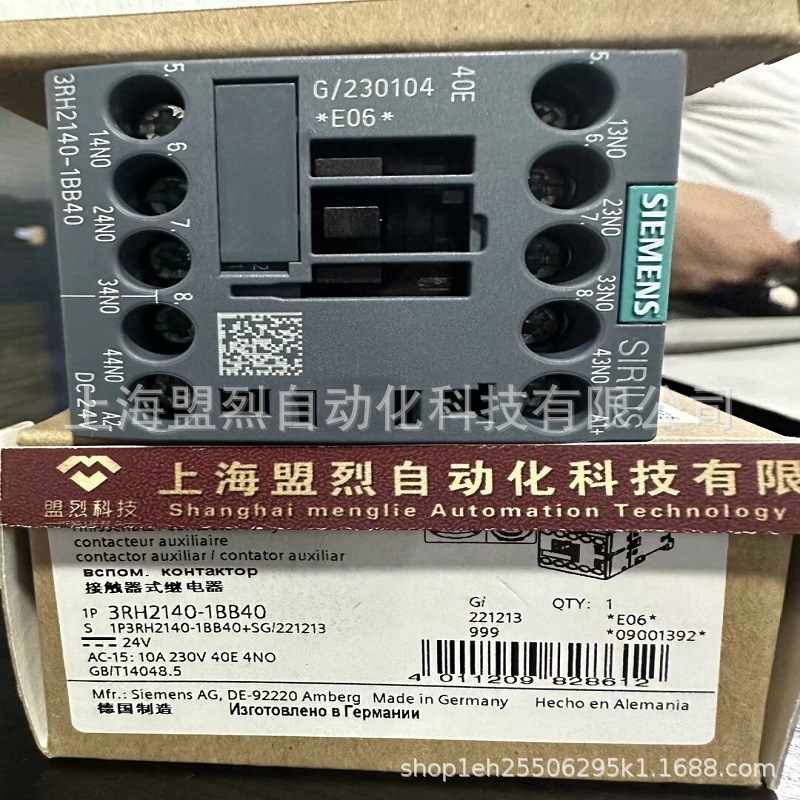 3RH2140-1BB40
DC 24V
5.
14NO
6.
24NO
7.
34NO
8.
44NO
A2-
G/230104
*E06*
40E
1 2
5.
13NO
6.
23NO
7.
33NO
8.
43NO
A1+
SIEMENS
SIRIUS
上海盟烈自动化科技有限公司
盟烈科技
上海盟烈自动化科技有限
Shanghai menglie Automation Technology
contacteur auxiliaire
contactor auxiliar / contator auxiliar
вспом. контактор
接触器式继电器
1P 3RH2140-1BB40
S 1P3RH2140-1BB40+SG/221213
24V
AC-15: 10A 230V 40E 4NO
GB/T14048.5
Gi
221213
999
QTY: 1
*E06*
*09001392*
4 011209 828612
Mfr.: Siemens AG, DE-92220 Amberg Made in Germany Hecho en Alemania
德国制造 Изготовлено в Германии
shop1eh25506295k1.1688.com